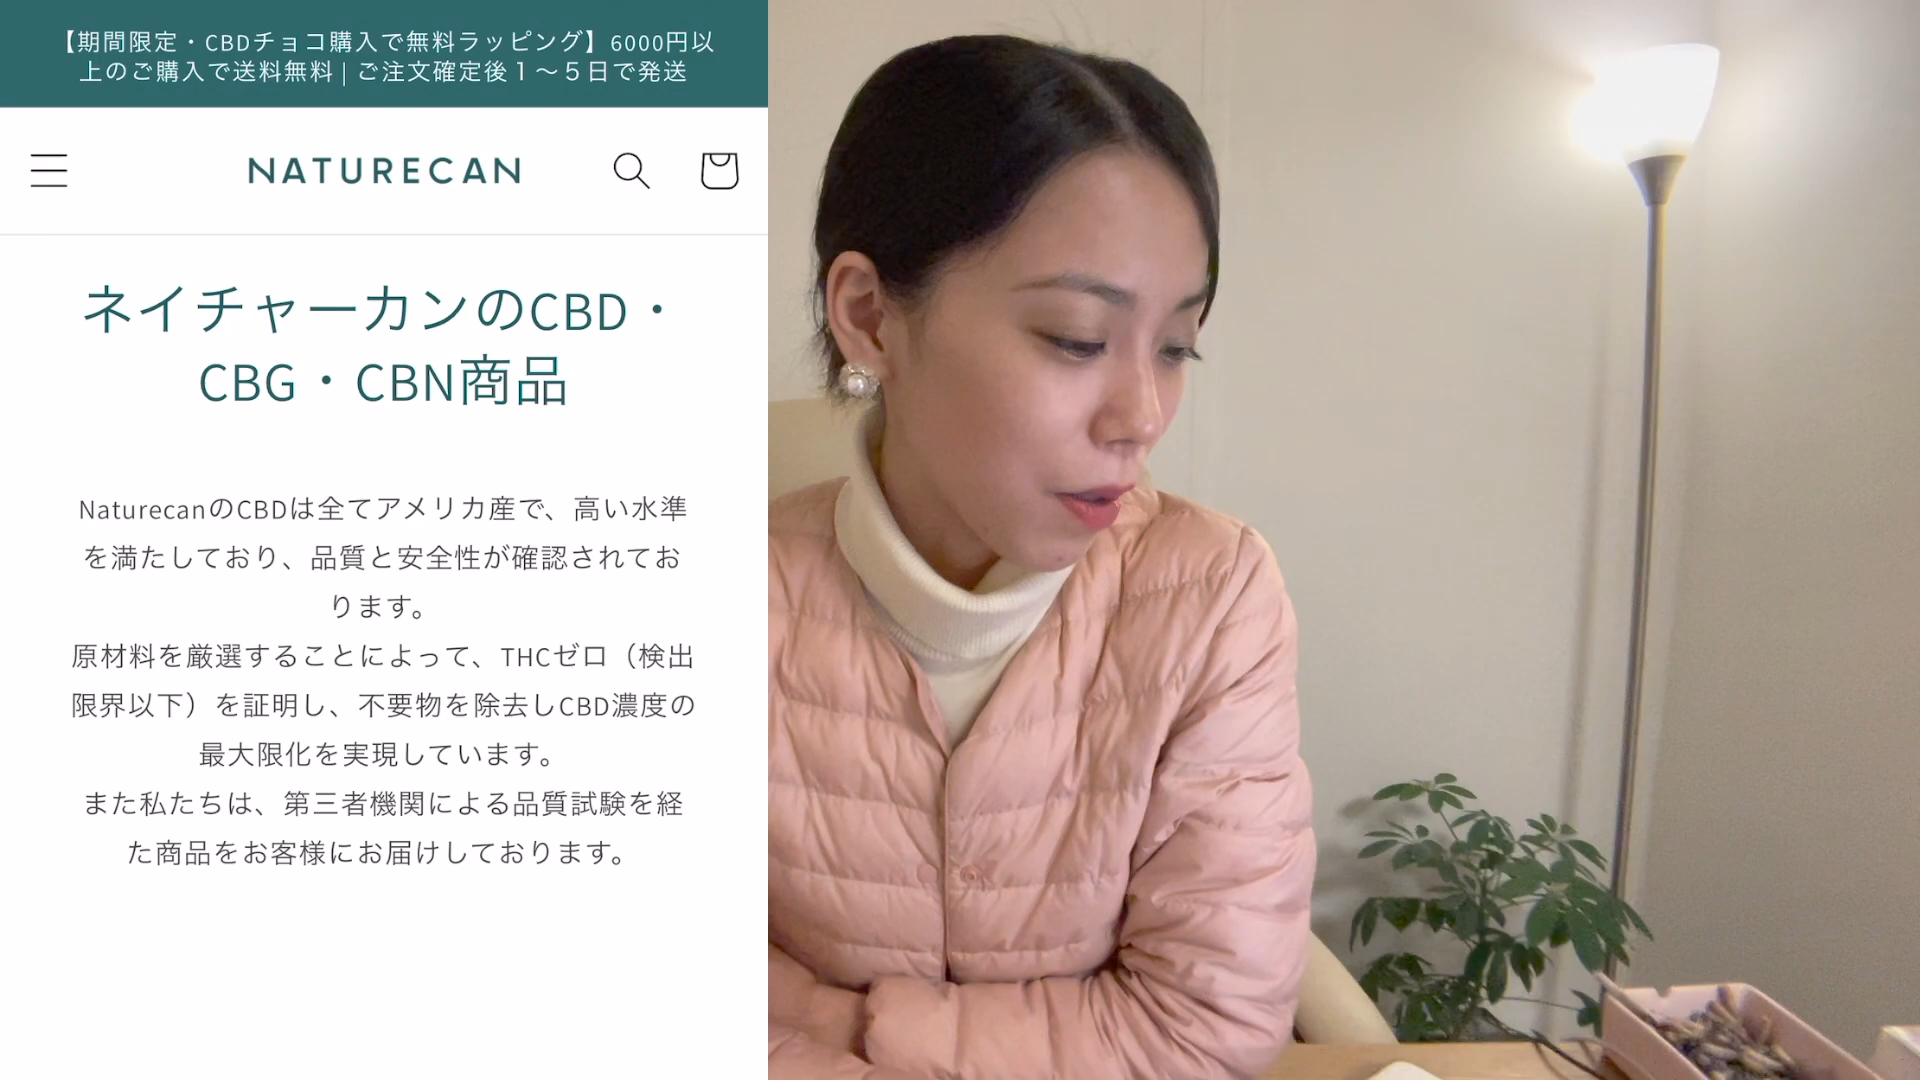 【期間限定・CBDチョコ購入で無料ラッピング】6000円以
上のご購入で送料無料 | ご注文確定後１～５日で発送
NATURECAN
ネイチャーカンのCBD・
CBG・CBN商品
NaturecanのCBDは全てアメリカ産で、高い水準
を満たしており、品質と安全性が確認されてお
ります。
原材料を厳選することによって、THCゼロ（検出
限界以下）を証明し、不要物を除去しCBD濃度の
最大限化を実現しています。
また私たちは、第三者機関による品質試験を経
た商品をお客様にお届けしております。